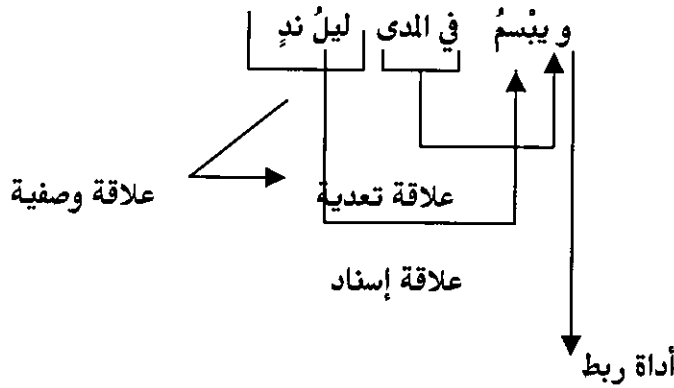 و يبْسمُ في المدى ليلُ ندٍ
علاقة تعدية
علاقة وصفية
علاقة إسناد
أداة ربط